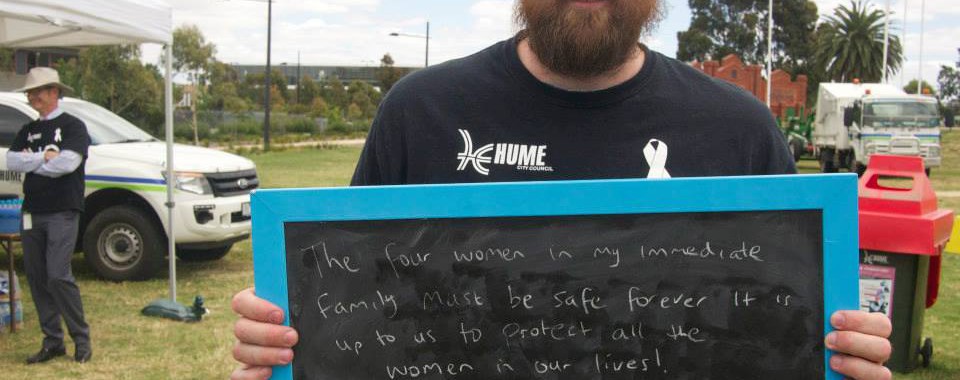 HUME
CITY COUNCIL
The four women in my immediate
family must be safe forever It is
up to us to protect all the
women in our lives!
HUME